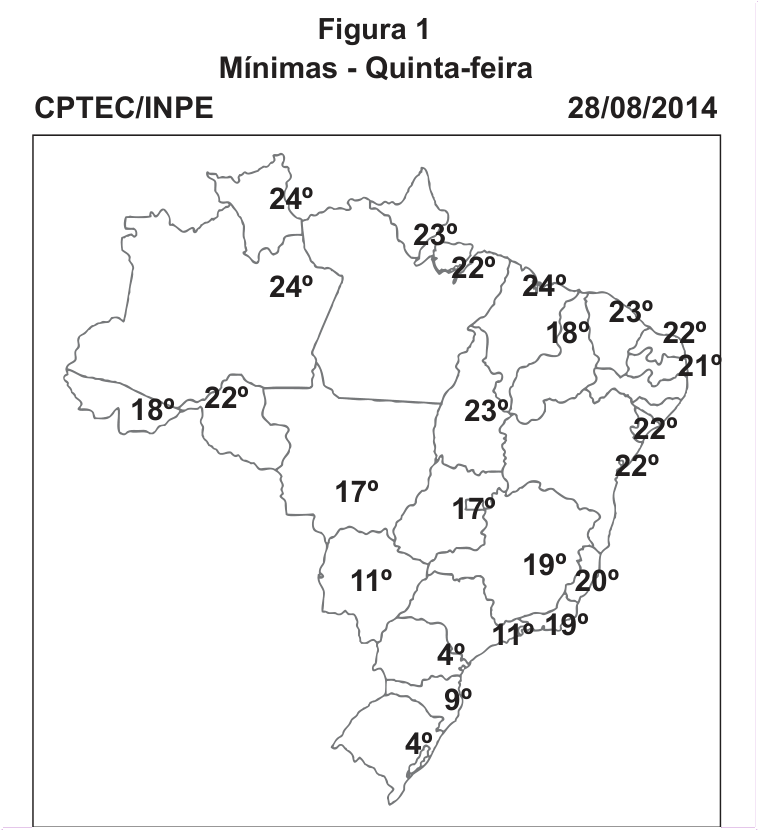 Figura 1
Mínimas - Quinta-feira
CPTEC/INPE 28/08/2014
24º
23º
22º
24º
24º
23º
18º
22º
21º
22º
18º
23º
22º
22º
17º
17º
19º
11º
20º
19º
11º
4º
9º
4º